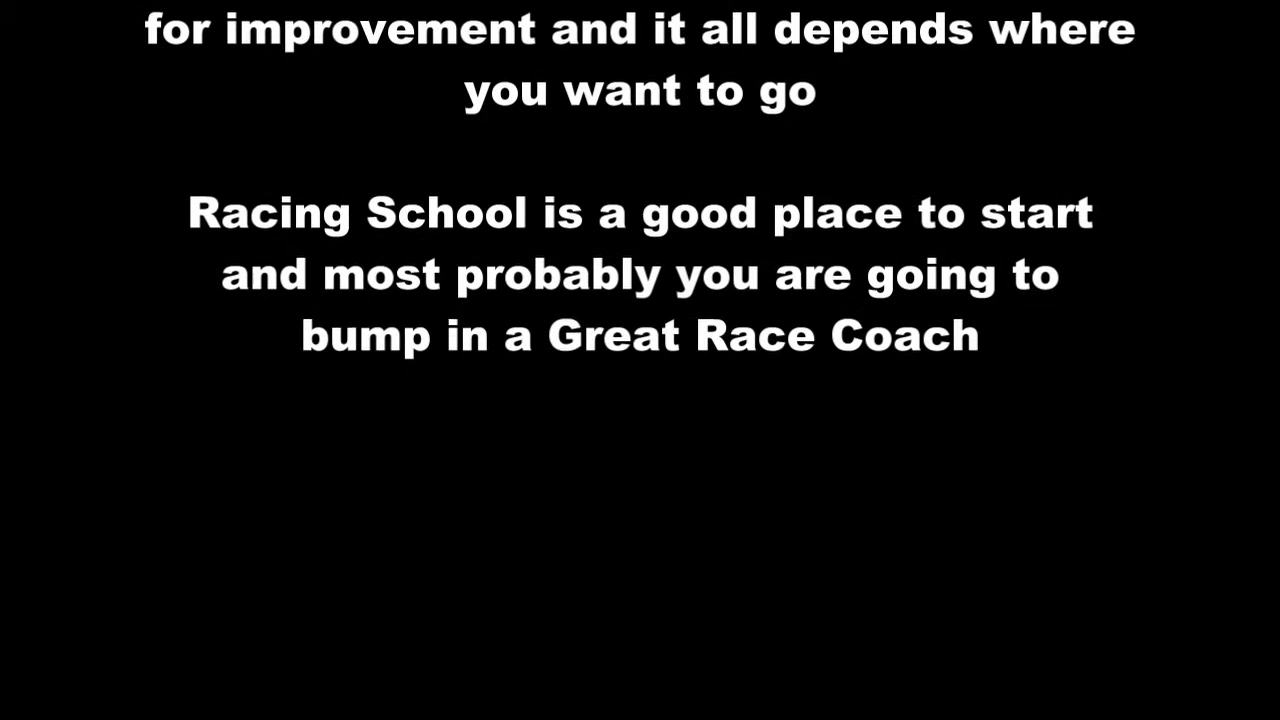 for improvement and it all depends where
you want to go
Racing School is a good place to start
and most probably you are going to
bump in a Great Race Coach